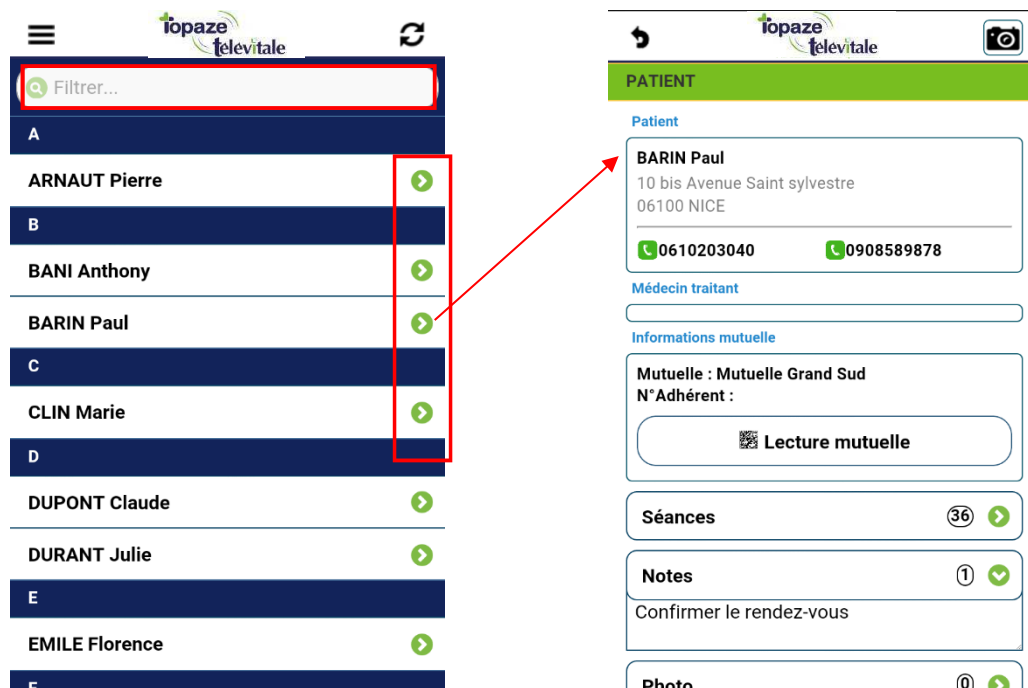 topaze
télévitale
Filtrer...
A
ARNAUT Pierre
B
BANI Anthony
BARIN Paul
C
CLIN Marie
D
DUPONT Claude
DURANT Julie
E
EMILE Florence
F
topaze
télévitale
PATIENT
Patient
BARIN Paul
10 bis Avenue Saint sylvestre
06100 NICE
0610203040 0908589878
Médecin traitant
Informations mutuelle
Mutuelle : Mutuelle Grand Sud
N°Adhérent :
Lecture mutuelle
Séances 36
Notes 1
Confirmer le rendez-vous
Photo 0